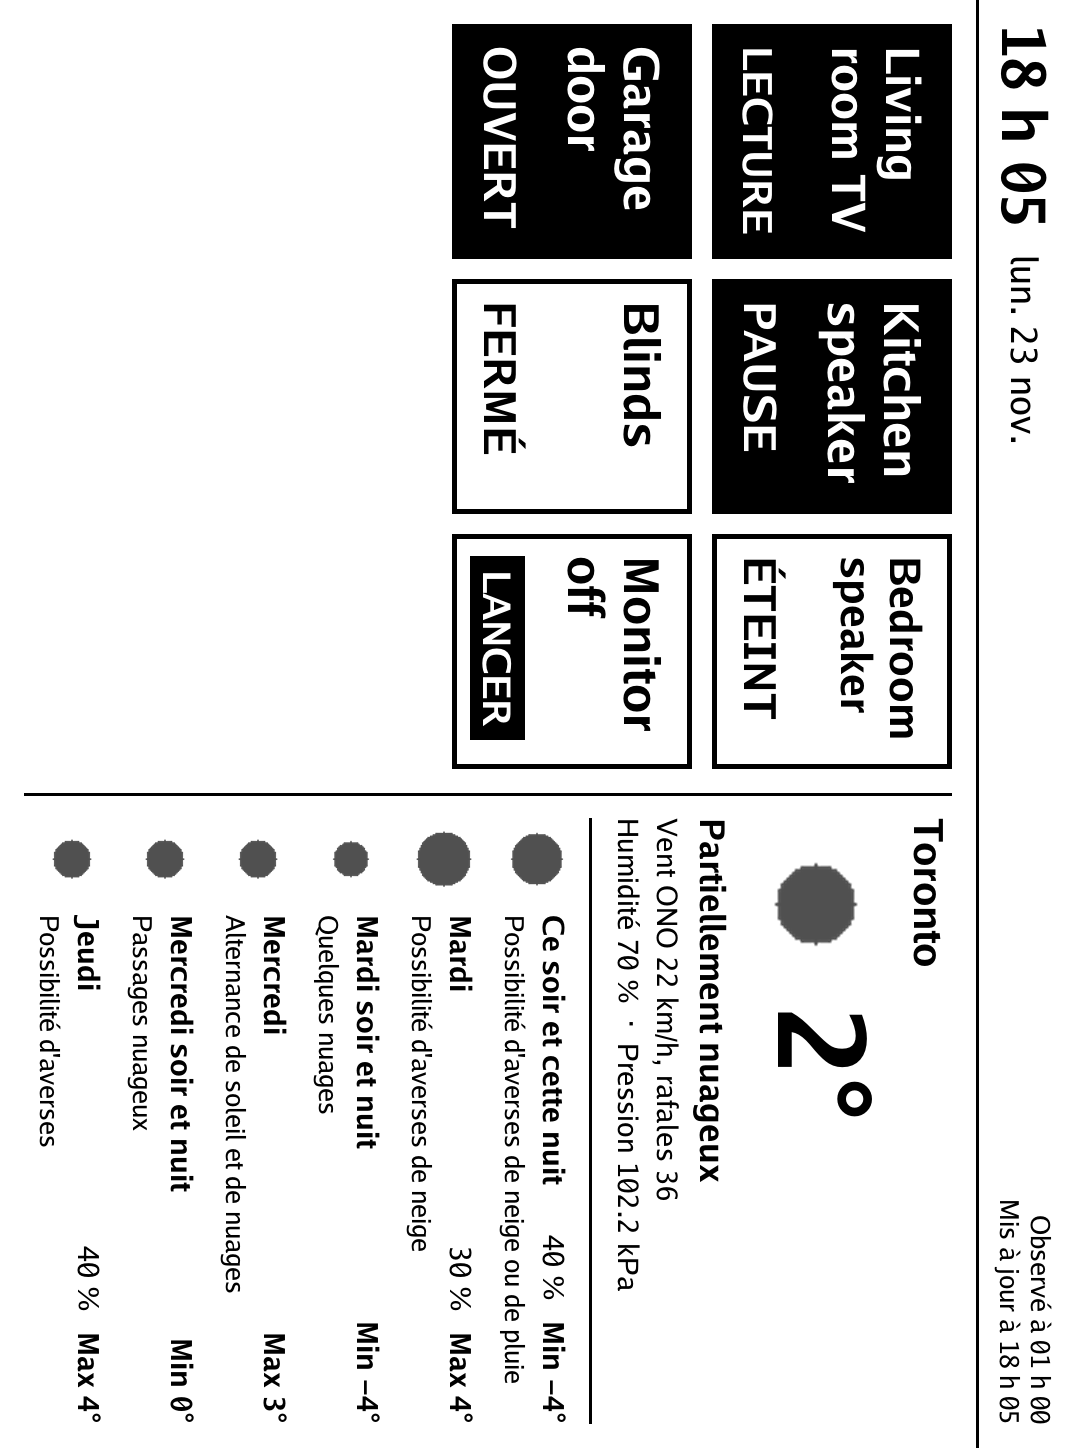 18 h 05 lun. 23 nov.
Observé à 01 h 00
Mis à jour à 18 h 05
Living
room TV
LECTURE
Kitchen
speaker
PAUSE
Bedroom
speaker
ÉTEINT
Garage
door
OUVERT
Blinds
FERMÉ
Monitor
off
LANCER
Toronto
2°
Partiellement nuageux
Vent ONO 22 km/h, rafales 36
Humidité 70 % · Pression 102.2 kPa
Ce soir et cette nuit 40 % Min −4°
Possibilité d'averses de neige ou de pluie
Mardi 30 % Max 4°
Possibilité d'averses de neige
Mardi soir et nuit Min −4°
Quelques nuages
Mercredi Max 3°
Alternance de soleil et de nuages
Mercredi soir et nuit Min 0°
Passages nuageux
Jeudi 40 % Max 4°
Possibilité d'averses